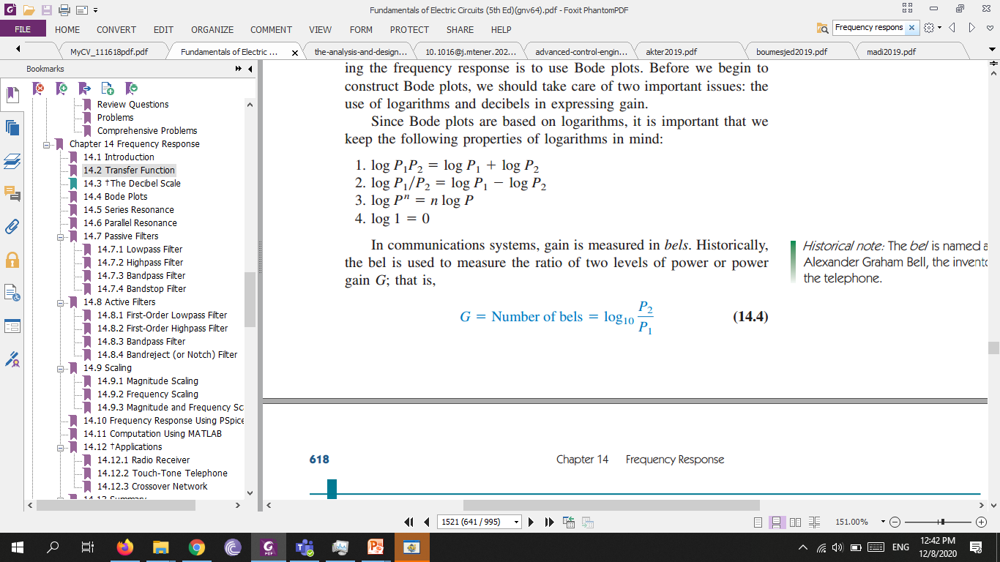 Fundamentals of Electric Circuits (5th Ed)(gnv64).pdf - Foxit PhantomPDF
FILE HOME CONVERT EDIT ORGANIZE COMMENT VIEW FORM PROTECT SHARE HELP
Frequency respons
MyCV_111618pdf.pdf
Fundamentals of Electric ...
the-analysis-and-design...
10.1016@j.mtener.202...
advanced-control-engin...
akter2019.pdf
boumesjed2019.pdf
madi2019.pdf
Bookmarks
Review Questions
Problems
Comprehensive Problems
Chapter 14 Frequency Response
14.1 Introduction
14.2 Transfer Function
14.3 †The Decibel Scale
14.4 Bode Plots
14.5 Series Resonance
14.6 Parallel Resonance
14.7 Passive Filters
14.7.1 Lowpass Filter
14.7.2 Highpass Filter
14.7.3 Bandpass Filter
14.7.4 Bandstop Filter
14.8 Active Filters
14.8.1 First-Order Lowpass Filter
14.8.2 First-Order Highpass Filter
14.8.3 Bandpass Filter
14.8.4 Bandreject (or Notch) Filter
14.9 Scaling
14.9.1 Magnitude Scaling
14.9.2 Frequency Scaling
14.9.3 Magnitude and Frequency Sc
14.10 Frequency Response Using PSpice
14.11 Computation Using MATLAB
14.12 †Applications
14.12.1 Radio Receiver
14.12.2 Touch-Tone Telephone
14.12.3 Crossover Network
14.13 Summary
ing the frequency response is to use Bode plots. Before we begin to
construct Bode plots, we should take care of two important issues: the
use of logarithms and decibels in expressing gain.
Since Bode plots are based on logarithms, it is important that we
keep the following properties of logarithms in mind:
1. log P₁P₂ = log P₁ + log P₂
2. log P₁/P₂ = log P₁ − log P₂
3. log Pⁿ = n log P
4. log 1 = 0
In communications systems, gain is measured in bels. Historically,
the bel is used to measure the ratio of two levels of power or power
gain G; that is,
G = Number of bels = log₁₀ P₂/P₁ (14.4)
Historical note: The bel is named a
Alexander Graham Bell, the invento
the telephone.
618 Chapter 14 Frequency Response
1521 (641 / 995)
151.00%
PDF
ENG
12:42 PM
12/8/2020